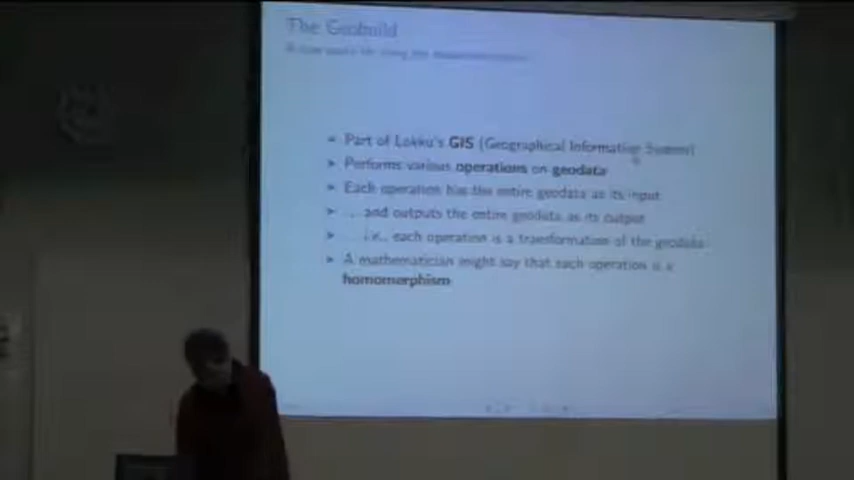 The Geobuild
Part of Lokku's GIS (Geographical Information System)
Performs various operations on geodata
Each operation has the entire geodata as its input
... and outputs the entire geodata as its output
... i.e., each operation is a transformation of the geodata
A mathematician might say that each operation is a
homomorphism